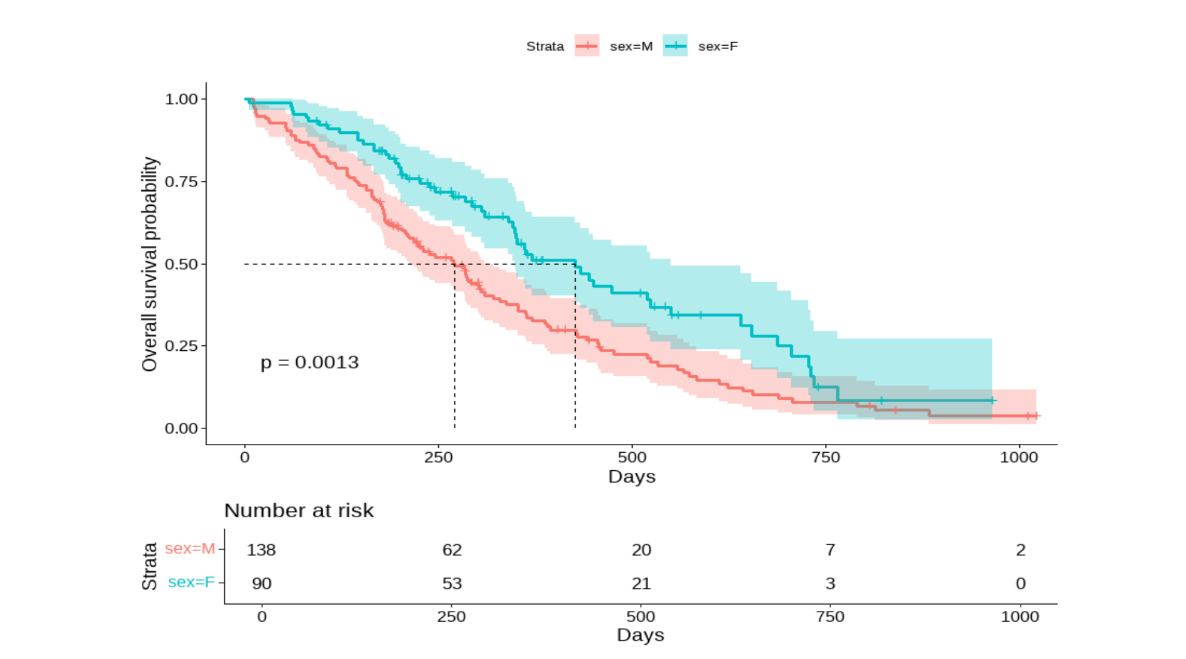 Strata sex=M sex=F
1.00
0.75
0.50
0.25
0.00
Overall survival probability
p = 0.0013
0 250 500 750 1000
Days
Number at risk
Strata
sex=M 138 62 20 7 2
sex=F 90 53 21 3 0
0 250 500 750 1000
Days